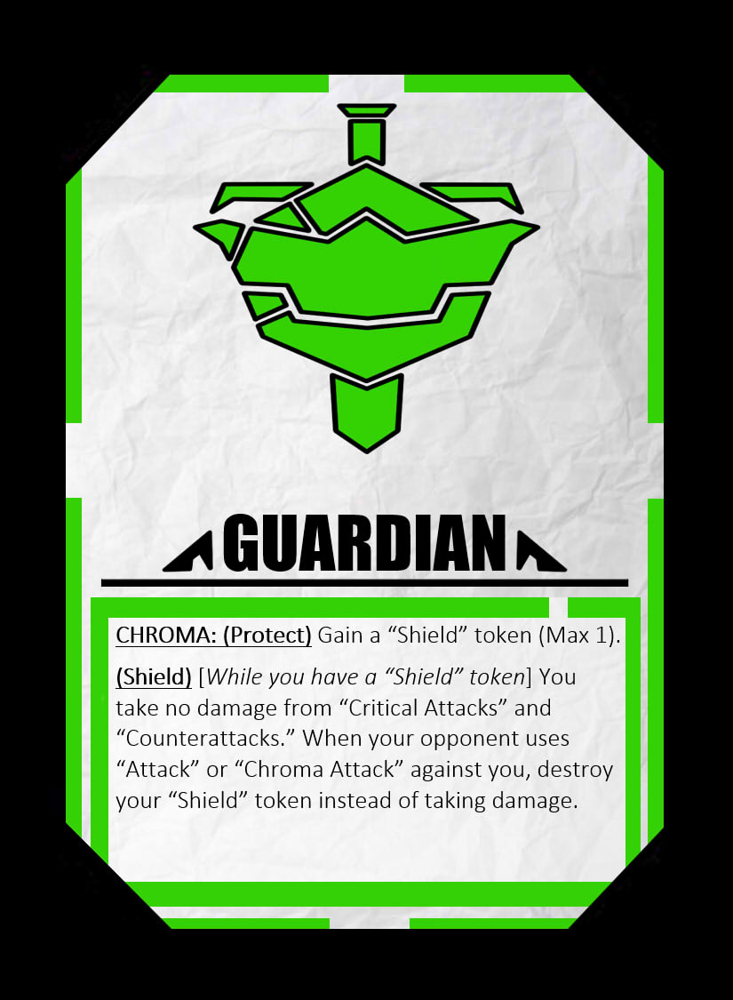 GUARDIAN
CHROMA: (Protect) Gain a “Shield” token (Max 1).
(Shield) [While you have a “Shield” token] You
take no damage from “Critical Attacks” and
“Counterattacks.” When your opponent uses
“Attack” or “Chroma Attack” against you, destroy
your “Shield” token instead of taking damage.